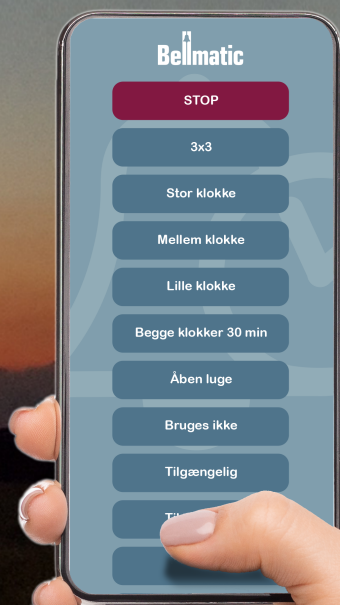 Bellmatic
STOP
3x3
Stor klokke
Mellem klokke
Lille klokke
Begge klokker 30 min
Åben luge
Bruges ikke
Tilgængelig